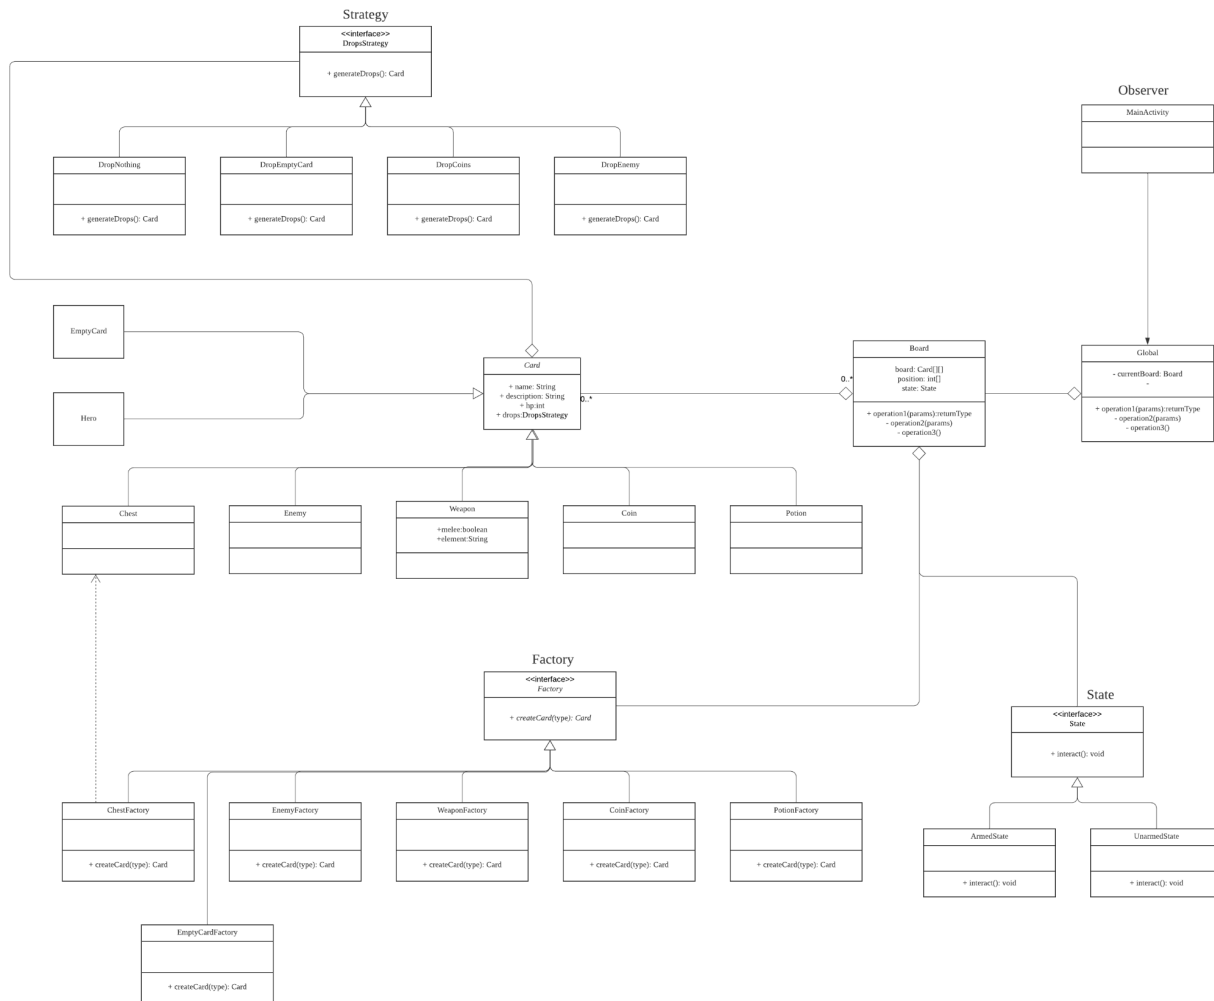 Strategy
<<interface>>
DropsStrategy
+ generateDrops(): Card
Observer
MainActivity
DropNothing
+ generateDrops(): Card
DropEmptyCard
+ generateDrops(): Card
DropCoins
+ generateDrops(): Card
DropEnemy
+ generateDrops(): Card
EmptyCard
Hero
Card
+ name: String
+ description: String
+ hp:int
+ drops:DropsStrategy
0..*
0..*
Board
board: Card[][]
position: int[]
state: State
+ operation1(params):returnType
- operation2(params)
- operation3()
Global
- currentBoard: Board
-
+ operation1(params):returnType
- operation2(params)
- operation3()
Chest
Enemy
Weapon
+melee:boolean
+element:String
Coin
Potion
Factory
<<interface>>
Factory
+ createCard(type): Card
State
<<interface>>
State
+ interact(): void
ChestFactory
+ createCard(type): Card
EnemyFactory
+ createCard(type): Card
WeaponFactory
+ createCard(type): Card
CoinFactory
+ createCard(type): Card
PotionFactory
+ createCard(type): Card
ArmedState
+ interact(): void
UnarmedState
+ interact(): void
EmptyCardFactory
+ createCard(type): Card